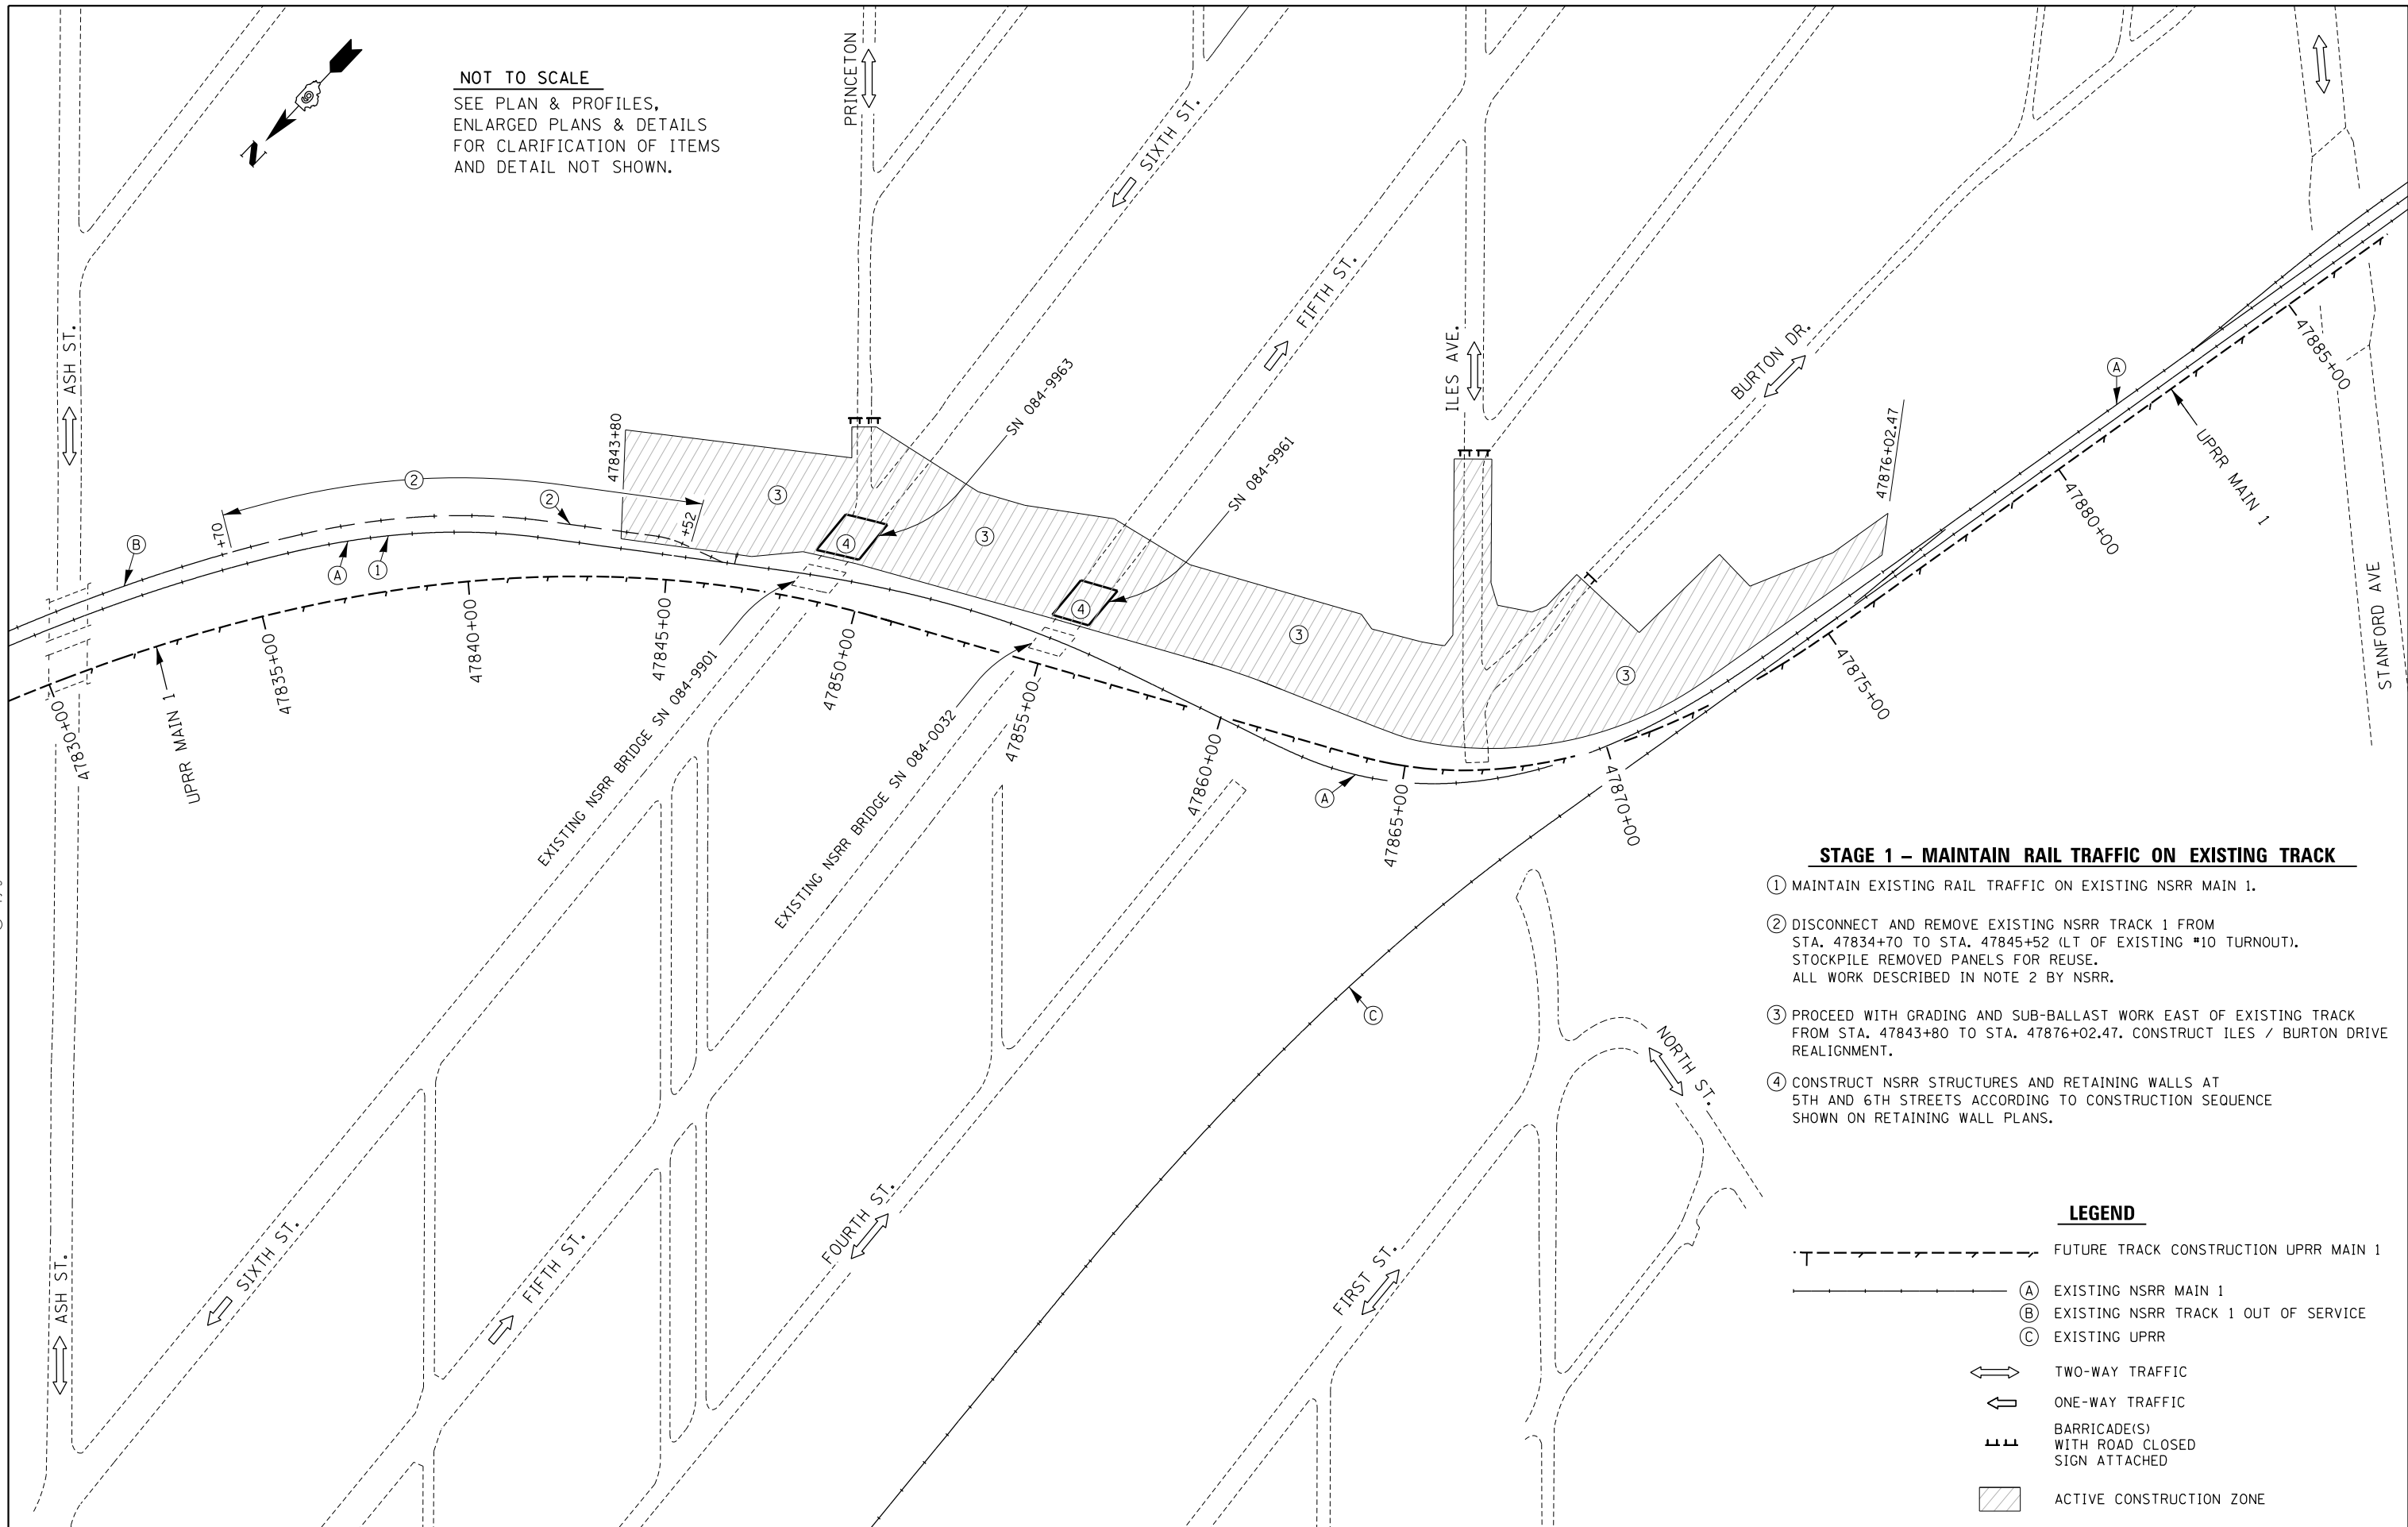 N
NOT TO SCALE
SEE PLAN & PROFILES,
ENLARGED PLANS & DETAILS
FOR CLARIFICATION OF ITEMS
AND DETAIL NOT SHOWN.
PRINCETON
SIXTH ST.
FIFTH ST.
ILES AVE.
BURTON DR.
ASH ST.
SN 084-9963
SN 084-9961
47843+80
47876+02.47
+70
+52
2
2
B
A
1
3
3
3
3
4
4
A
A
C
47830+00
47835+00
47840+00
47845+00
47850+00
47855+00
47860+00
47865+00
47870+00
47875+00
47880+00
47885+00
UPRR MAIN 1
UPRR MAIN 1
STANFORD AVE
EXISTING NSRR BRIDGE SN 084-9901
EXISTING NSRR BRIDGE SN 084-0032
NORTH ST.
ASH ST.
SIXTH ST.
FIFTH ST.
FOURTH ST.
FIRST ST.
STAGE 1 – MAINTAIN RAIL TRAFFIC ON EXISTING TRACK
1 MAINTAIN EXISTING RAIL TRAFFIC ON EXISTING NSRR MAIN 1.
2 DISCONNECT AND REMOVE EXISTING NSRR TRACK 1 FROM
STA. 47834+70 TO STA. 47845+52 (LT OF EXISTING #10 TURNOUT).
STOCKPILE REMOVED PANELS FOR REUSE.
ALL WORK DESCRIBED IN NOTE 2 BY NSRR.
3 PROCEED WITH GRADING AND SUB-BALLAST WORK EAST OF EXISTING TRACK
FROM STA. 47843+80 TO STA. 47876+02.47. CONSTRUCT ILES / BURTON DRIVE
REALIGNMENT.
4 CONSTRUCT NSRR STRUCTURES AND RETAINING WALLS AT
5TH AND 6TH STREETS ACCORDING TO CONSTRUCTION SEQUENCE
SHOWN ON RETAINING WALL PLANS.
LEGEND
FUTURE TRACK CONSTRUCTION UPRR MAIN 1
A EXISTING NSRR MAIN 1
B EXISTING NSRR TRACK 1 OUT OF SERVICE
C EXISTING UPRR
TWO-WAY TRAFFIC
ONE-WAY TRAFFIC
BARRICADE(S)
WITH ROAD CLOSED
SIGN ATTACHED
ACTIVE CONSTRUCTION ZONE